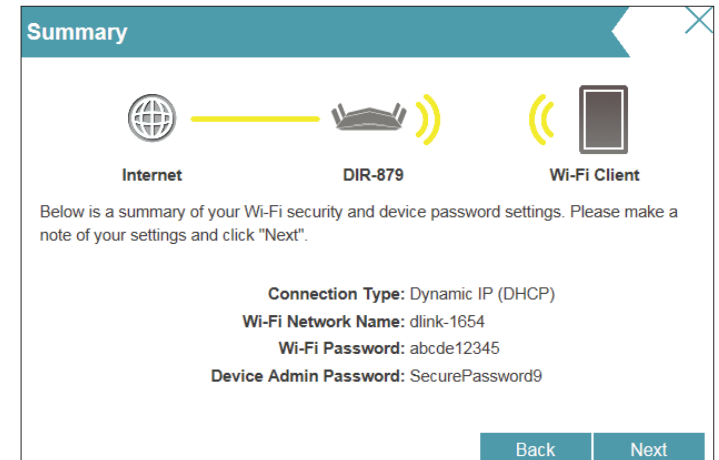 Summary
Internet
DIR-879
Wi-Fi Client
Below is a summary of your Wi-Fi security and device password settings. Please make a
note of your settings and click "Next".
Connection Type: Dynamic IP (DHCP)
Wi-Fi Network Name: dlink-1654
Wi-Fi Password: abcde12345
Device Admin Password: SecurePassword9
Back
Next